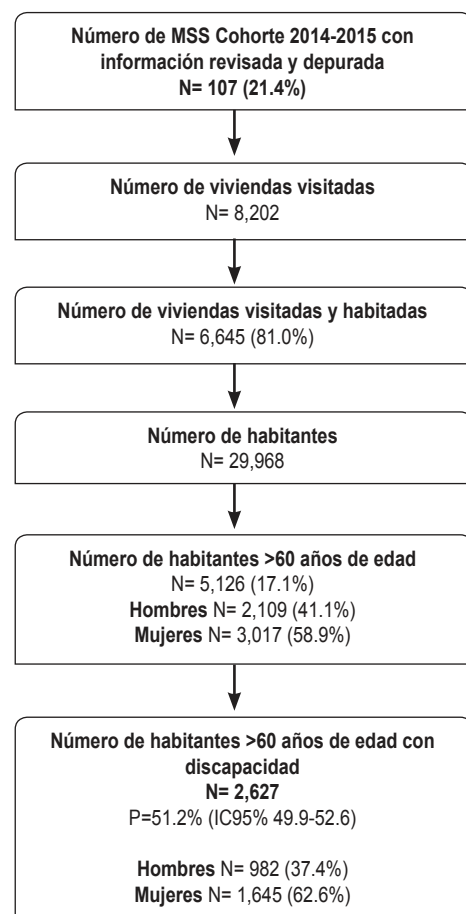 Número de MSS Cohorte 2014-2015 con
información revisada y depurada
N= 107 (21.4%)
Número de viviendas visitadas
N= 8,202
Número de viviendas visitadas y habitadas
N= 6,645 (81.0%)
Número de habitantes
N= 29,968
Número de habitantes >60 años de edad
N= 5,126 (17.1%)
Hombres N= 2,109 (41.1%)
Mujeres N= 3,017 (58.9%)
Número de habitantes >60 años de edad con
discapacidad
N= 2,627
P=51.2% (IC95% 49.9-52.6)
Hombres N= 982 (37.4%)
Mujeres N= 1,645 (62.6%)